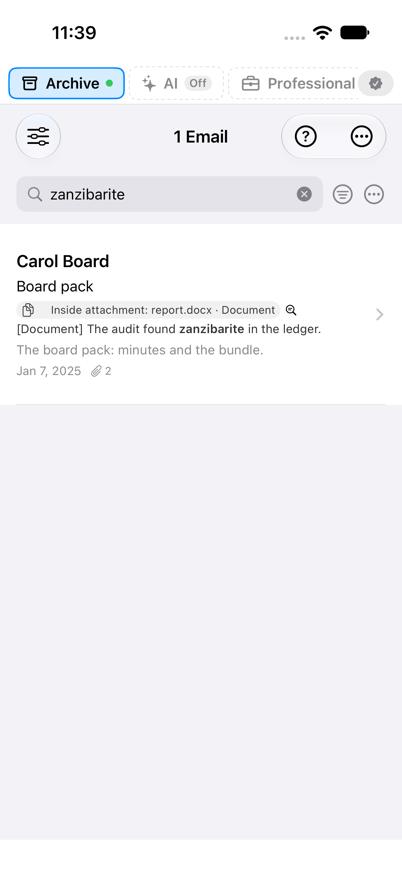 11:39
Archive
AI Off
Professional
1 Email
zanzibarite
Carol Board
Board pack
Inside attachment: report.docx · Document
[Document] The audit found zanzibarite in the ledger.
The board pack: minutes and the bundle.
Jan 7, 2025 2